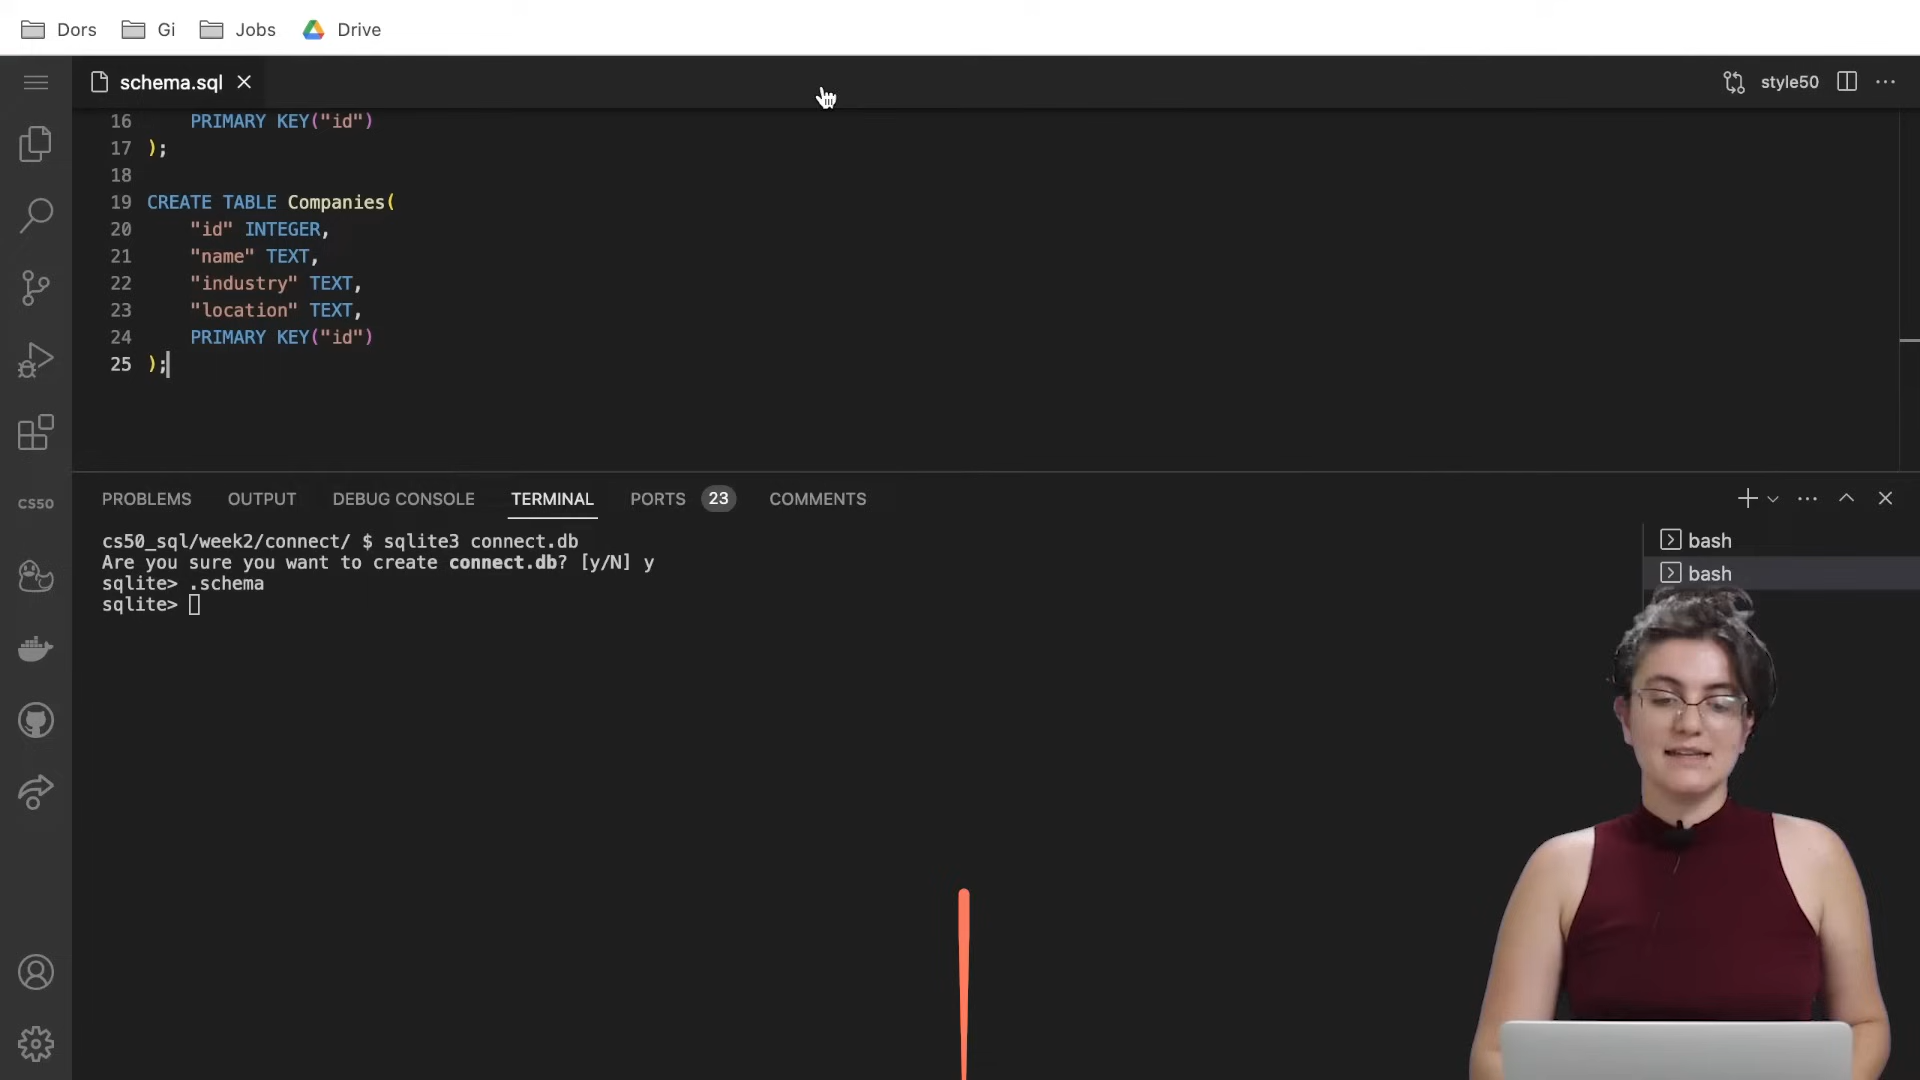 Dors Gi Jobs Drive
schema.sql
style50
16 PRIMARY KEY("id")
17 );
18
19 CREATE TABLE Companies(
20 "id" INTEGER,
21 "name" TEXT,
22 "industry" TEXT,
23 "location" TEXT,
24 PRIMARY KEY("id")
25 );
CS50
PROBLEMS OUTPUT DEBUG CONSOLE TERMINAL PORTS 23 COMMENTS
cs50_sql/week2/connect/ $ sqlite3 connect.db
Are you sure you want to create connect.db? [y/N] y
sqlite> .schema
sqlite>
bash
bash